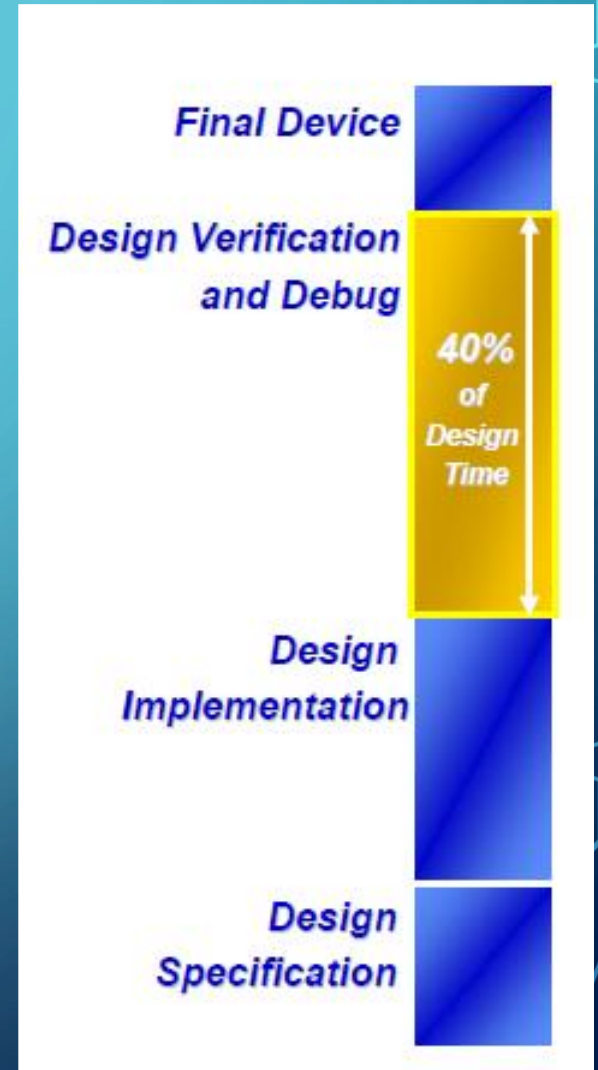 Final Device
Design Verification
and Debug
40%
of
Design
Time
Design
Implementation
Design
Specification